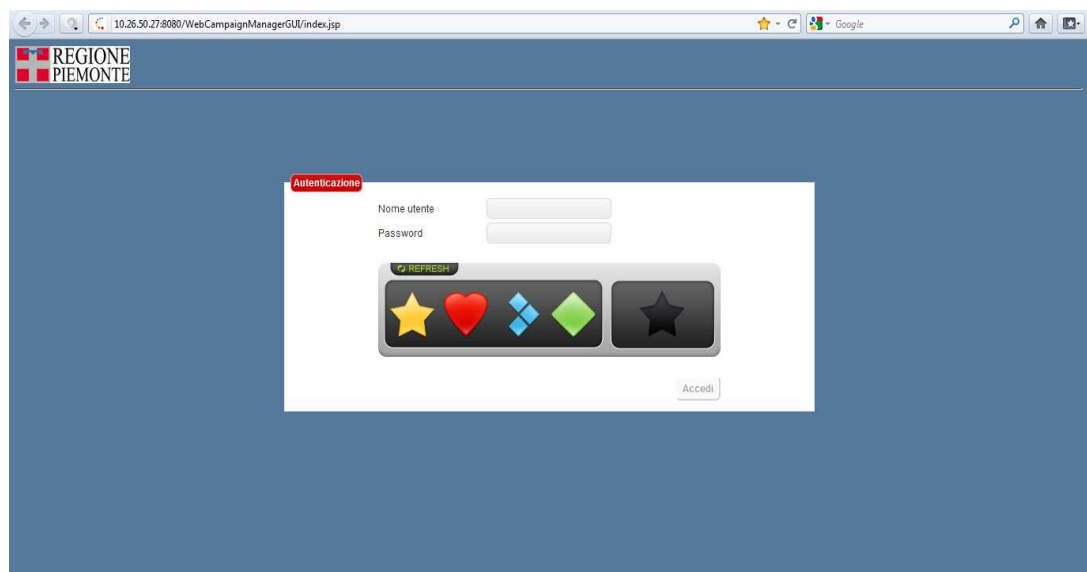 10.26.50.27:8080/WebCampaignManagerGUI/index.jsp
Google
REGIONE
PIEMONTE
Autenticazione
Nome utente
Password
REFRESH
Accedi